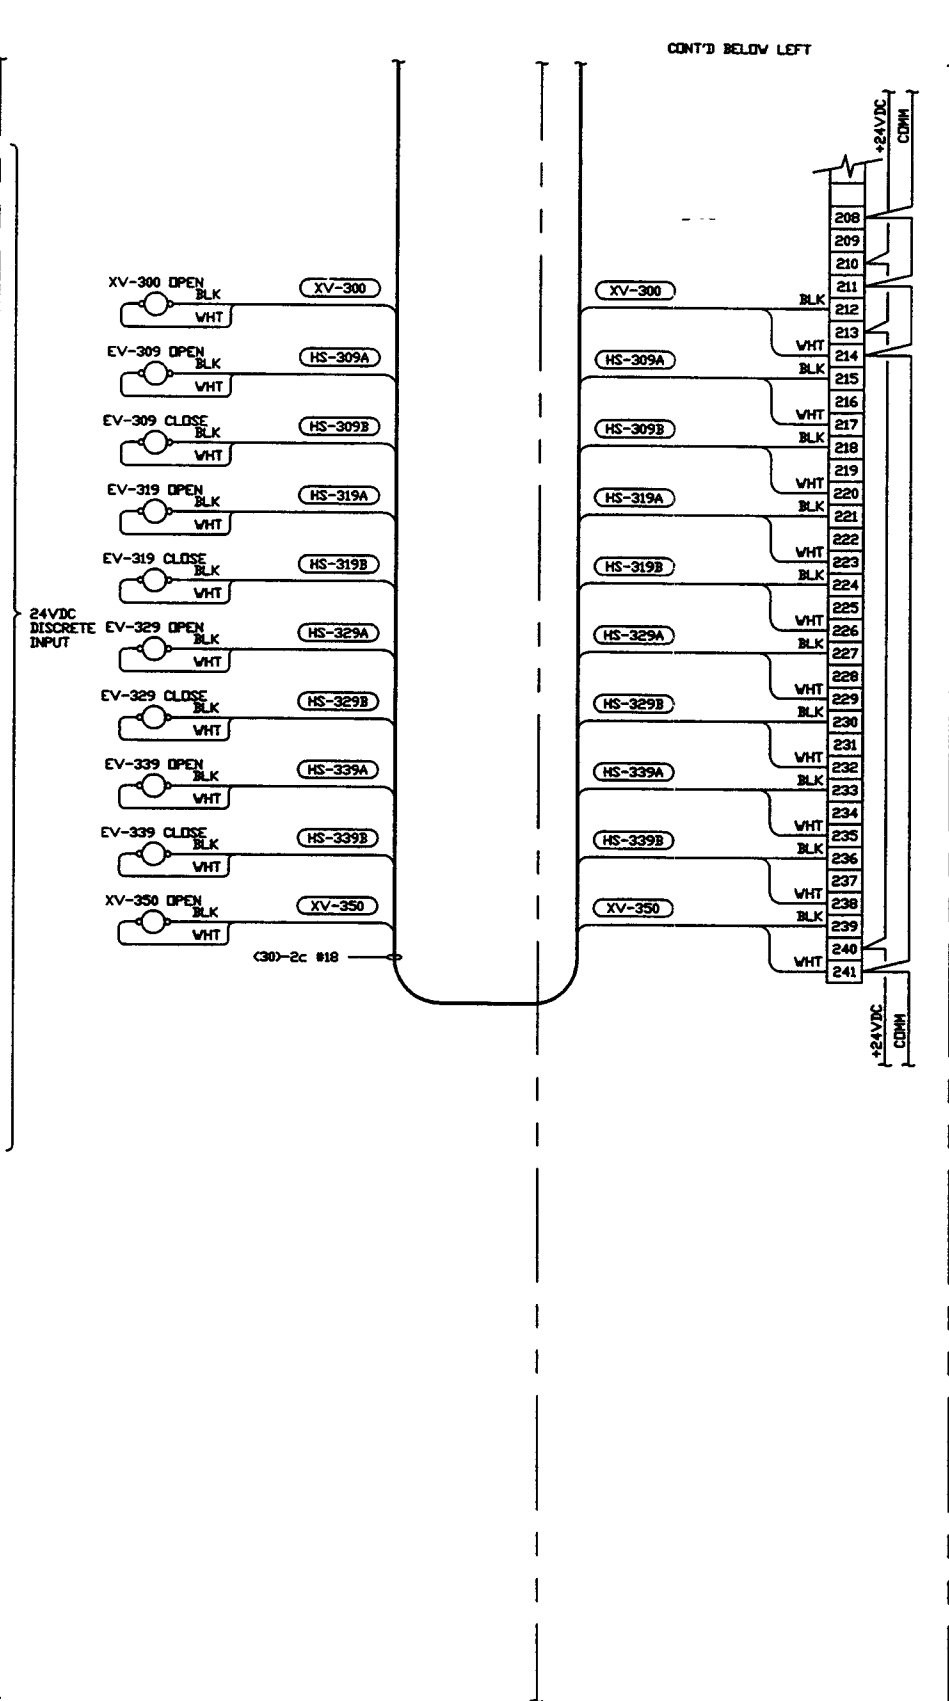 CONT'D BELOW LEFT
+24VDC
COMM
208
209
210
211
212
213
214
215
216
217
218
219
220
221
222
223
224
225
226
227
228
229
230
231
232
233
234
235
236
237
238
239
240
241
+24VDC
COMM
24VDC
DISCRETE
INPUT
XV-300 OPEN
BLK
WHT
XV-300
EV-309 OPEN
BLK
WHT
HS-309A
EV-309 CLOSE
BLK
WHT
HS-309B
EV-319 OPEN
BLK
WHT
HS-319A
EV-319 CLOSE
BLK
WHT
HS-319B
EV-329 OPEN
BLK
WHT
HS-329A
EV-329 CLOSE
BLK
WHT
HS-329B
EV-339 OPEN
BLK
WHT
HS-339A
EV-339 CLOSE
BLK
WHT
HS-339B
XV-350 OPEN
BLK
WHT
XV-350
(30)-2c #18
XV-300
BLK
WHT
HS-309A
BLK
WHT
HS-309B
BLK
WHT
HS-319A
BLK
WHT
HS-319B
BLK
WHT
HS-329A
BLK
WHT
HS-329B
BLK
WHT
HS-339A
BLK
WHT
HS-339B
BLK
WHT
XV-350
BLK
WHT